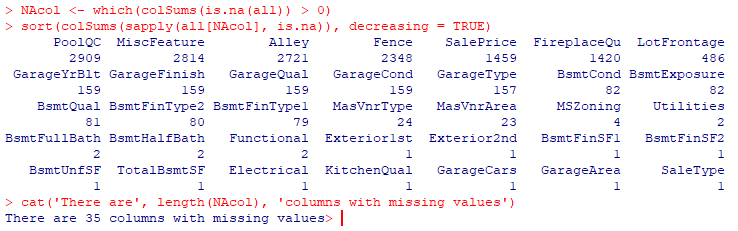 > NAcol <- which(colSums(is.na(all)) > 0)
> sort(colSums(sapply(all[NAcol], is.na)), decreasing = TRUE)
PoolQC MiscFeature Alley Fence SalePrice FireplaceQu LotFrontage
2909 2814 2721 2348 1459 1420 486
GarageYrBlt GarageFinish GarageQual GarageCond GarageType BsmtCond BsmtExposure
159 159 159 159 157 82 82
BsmtQual BsmtFinType2 BsmtFinType1 MasVnrType MasVnrArea MSZoning Utilities
81 80 79 24 23 4 2
BsmtFullBath BsmtHalfBath Functional Exterior1st Exterior2nd BsmtFinSF1 BsmtFinSF2
2 2 2 1 1 1 1
BsmtUnfSF TotalBsmtSF Electrical KitchenQual GarageCars GarageArea SaleType
1 1 1 1 1 1 1
> cat('There are', length(NAcol), 'columns with missing values')
There are 35 columns with missing values>